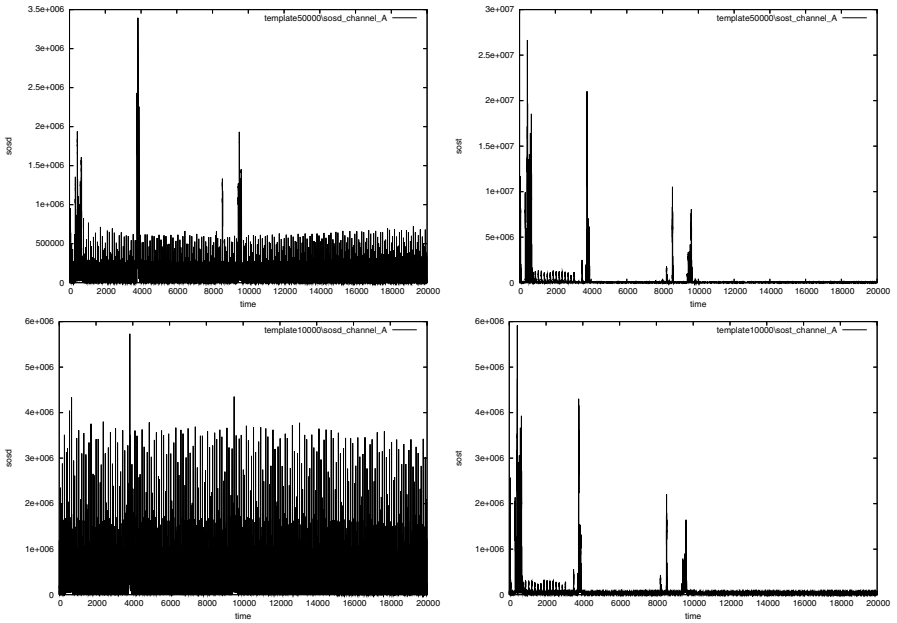 template50000\sosd_channel_A
3.5e+006
3e+006
2.5e+006
2e+006
1.5e+006
1e+006
500000
0
sosd
0 2000 4000 6000 8000 10000 12000 14000 16000 18000 20000
time
template50000\sost_channel_A
3e+007
2.5e+007
2e+007
1.5e+007
1e+007
5e+006
0
sost
0 2000 4000 6000 8000 10000 12000 14000 16000 18000 20000
time
template10000\sosd_channel_A
6e+006
5e+006
4e+006
3e+006
2e+006
1e+006
0
sosd
0 2000 4000 6000 8000 10000 12000 14000 16000 18000 20000
time
template10000\sost_channel_A
6e+006
5e+006
4e+006
3e+006
2e+006
1e+006
0
sost
0 2000 4000 6000 8000 10000 12000 14000 16000 18000 20000
time